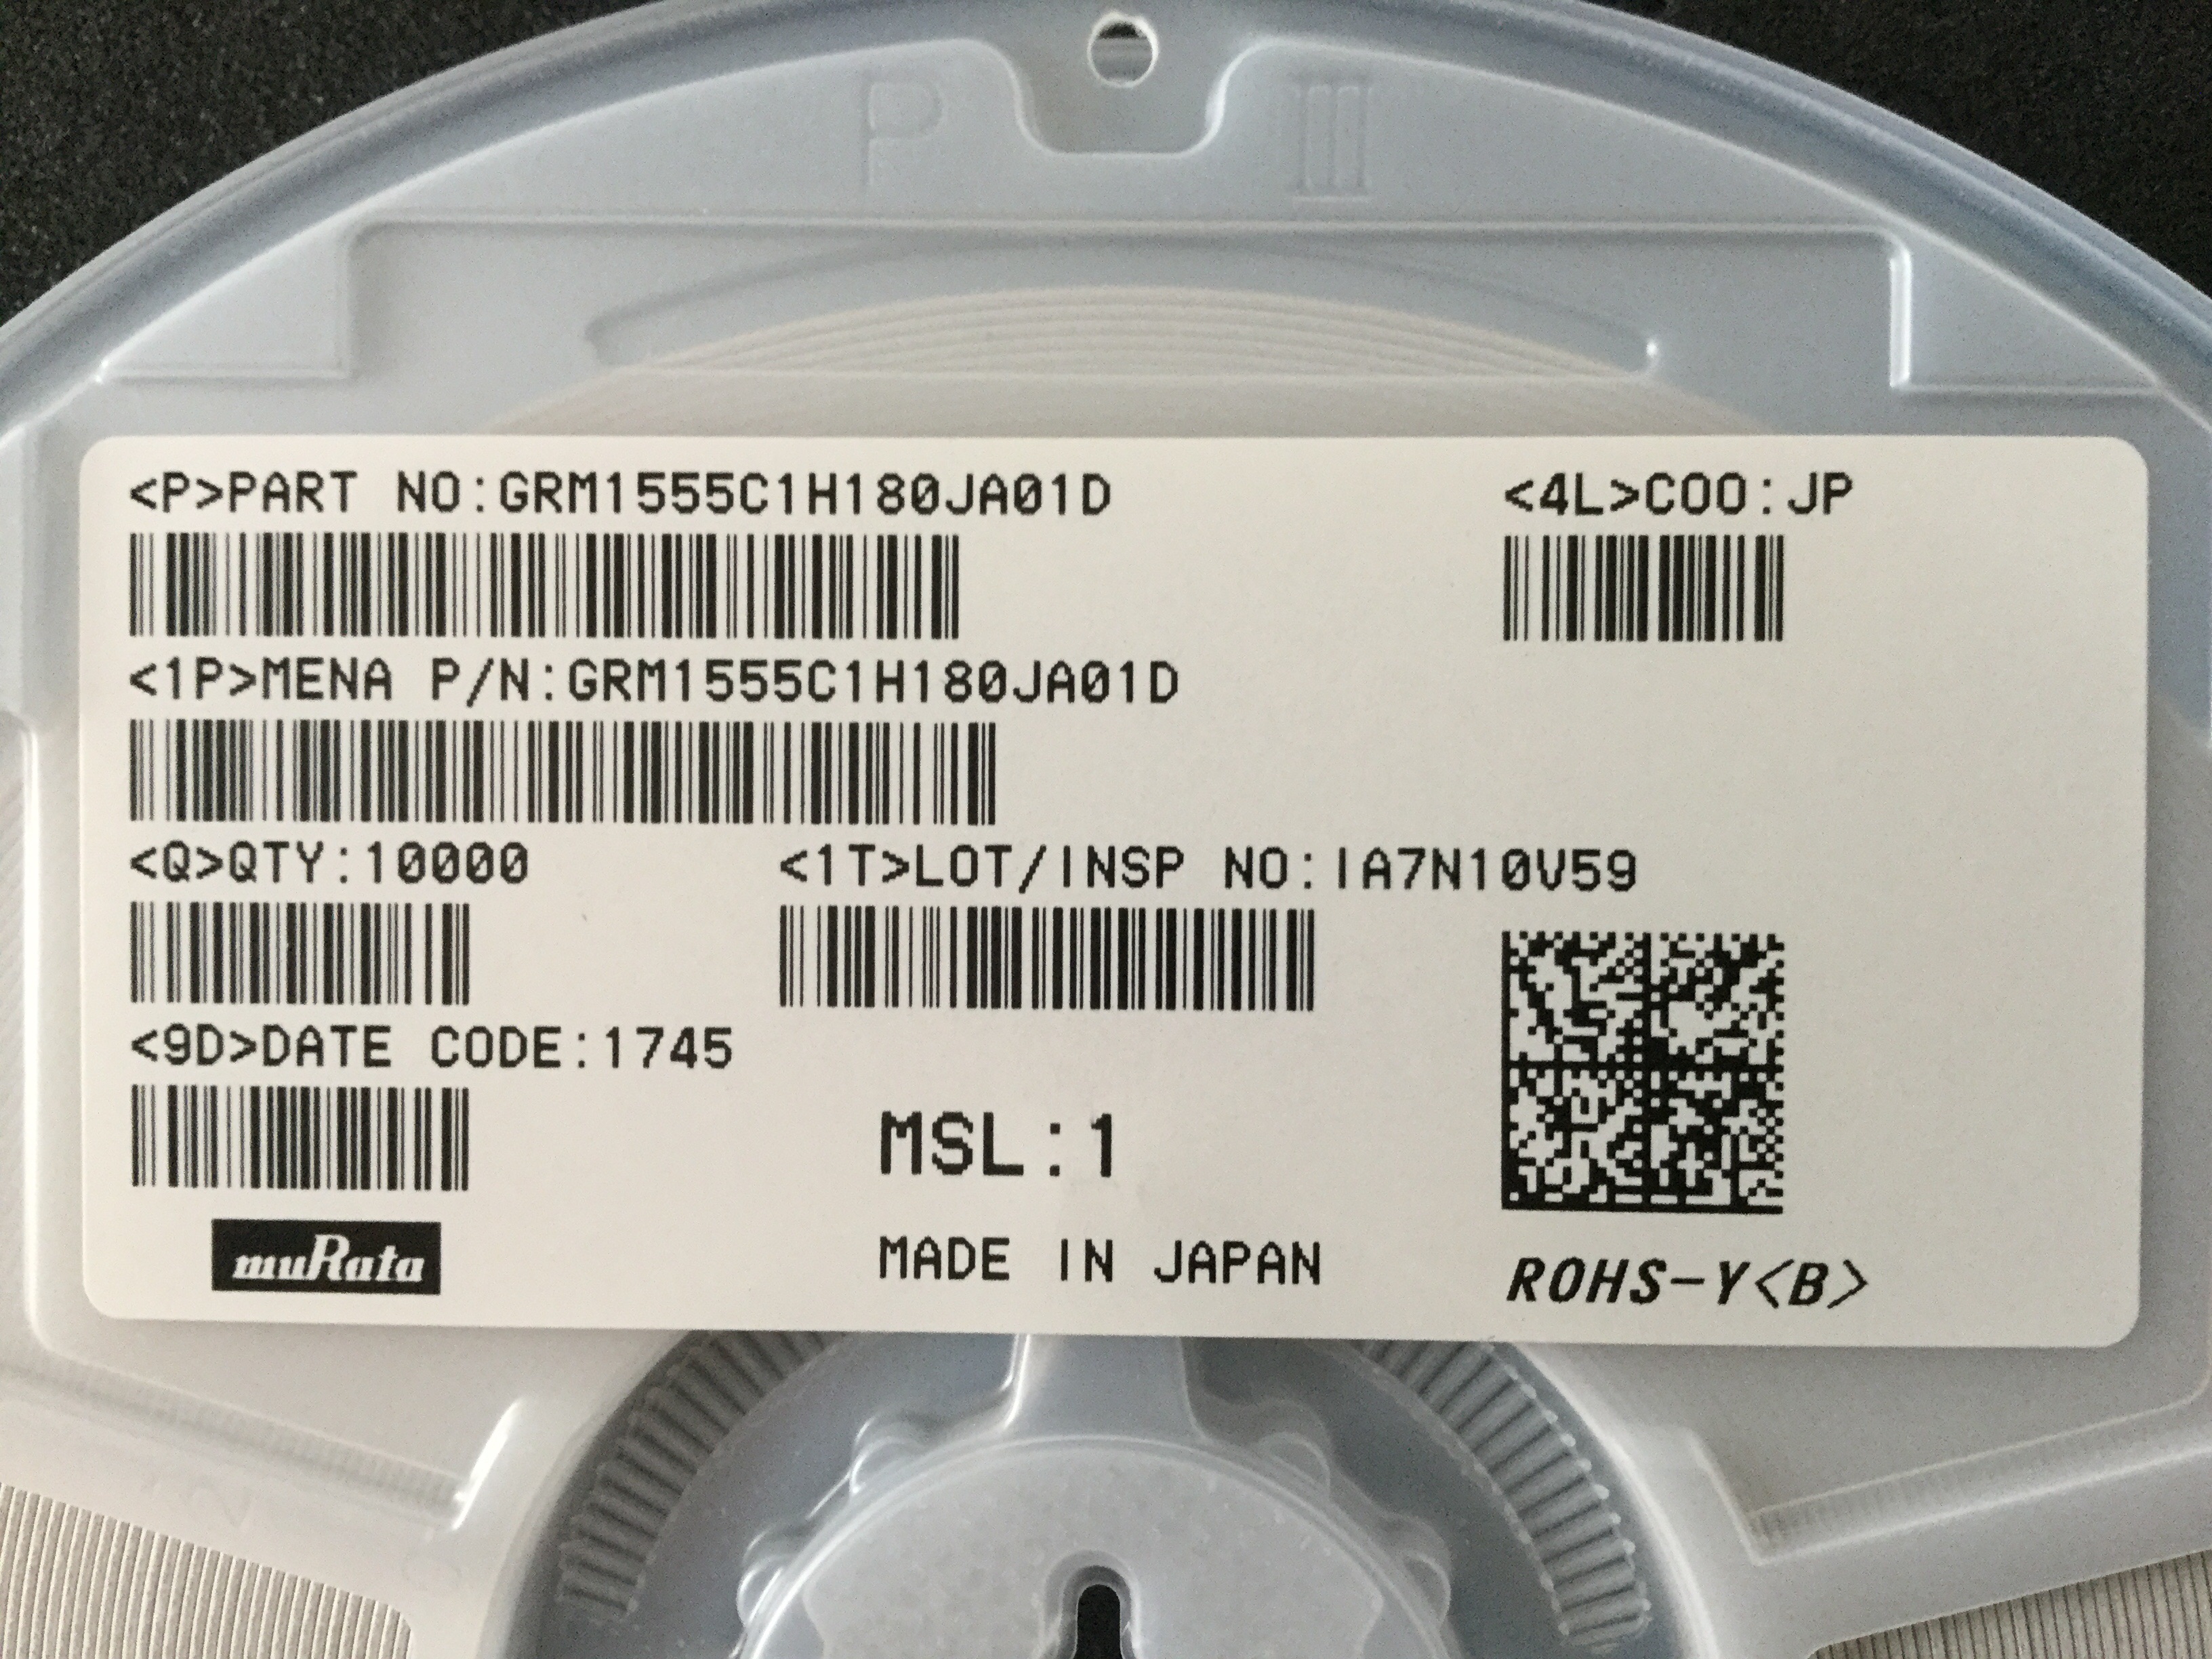 P III
<P>PART NO:GRM1555C1H180JA01D
<4L>COO:JP
<1P>MENA P/N:GRM1555C1H180JA01D
<Q>QTY:10000
<1T>LOT/INSP NO:IA7N10V59
<9D>DATE CODE:1745
MSL:1
muRata
MADE IN JAPAN
ROHS-Y<B>